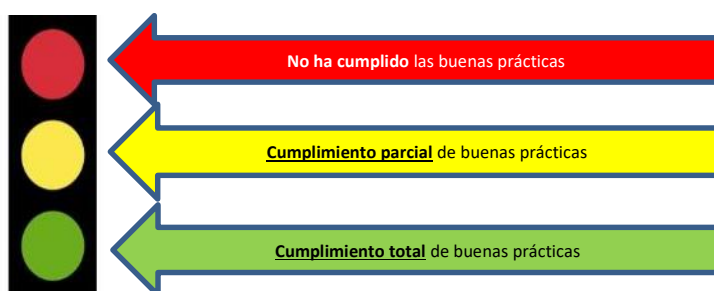 No ha cumplido las buenas prácticas
Cumplimiento parcial de buenas prácticas
Cumplimiento total de buenas prácticas